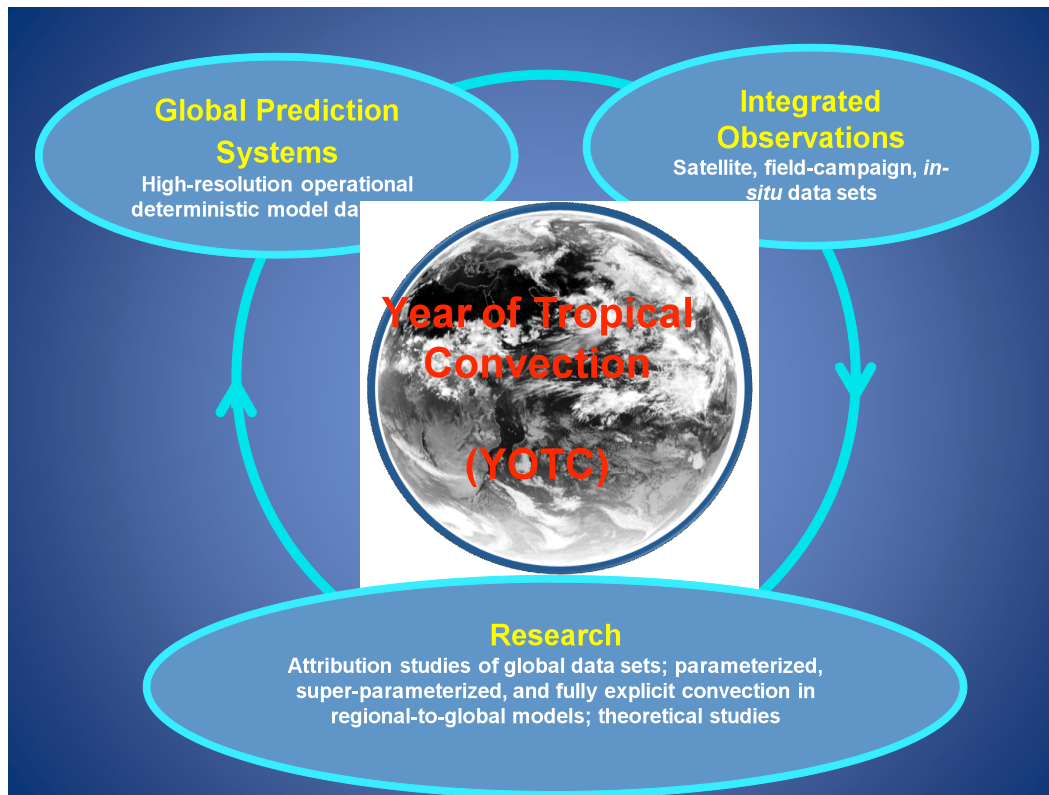 Global Prediction
Systems
High-resolution operational
deterministic model
Integrated
Observations
Satellite, field-campaign, in-
situ data sets
Year of Tropical
Convection
(YOTC)
Research
Attribution studies of global data sets; parameterized,
super-parameterized, and fully explicit convection in
regional-to-global models; theoretical studies